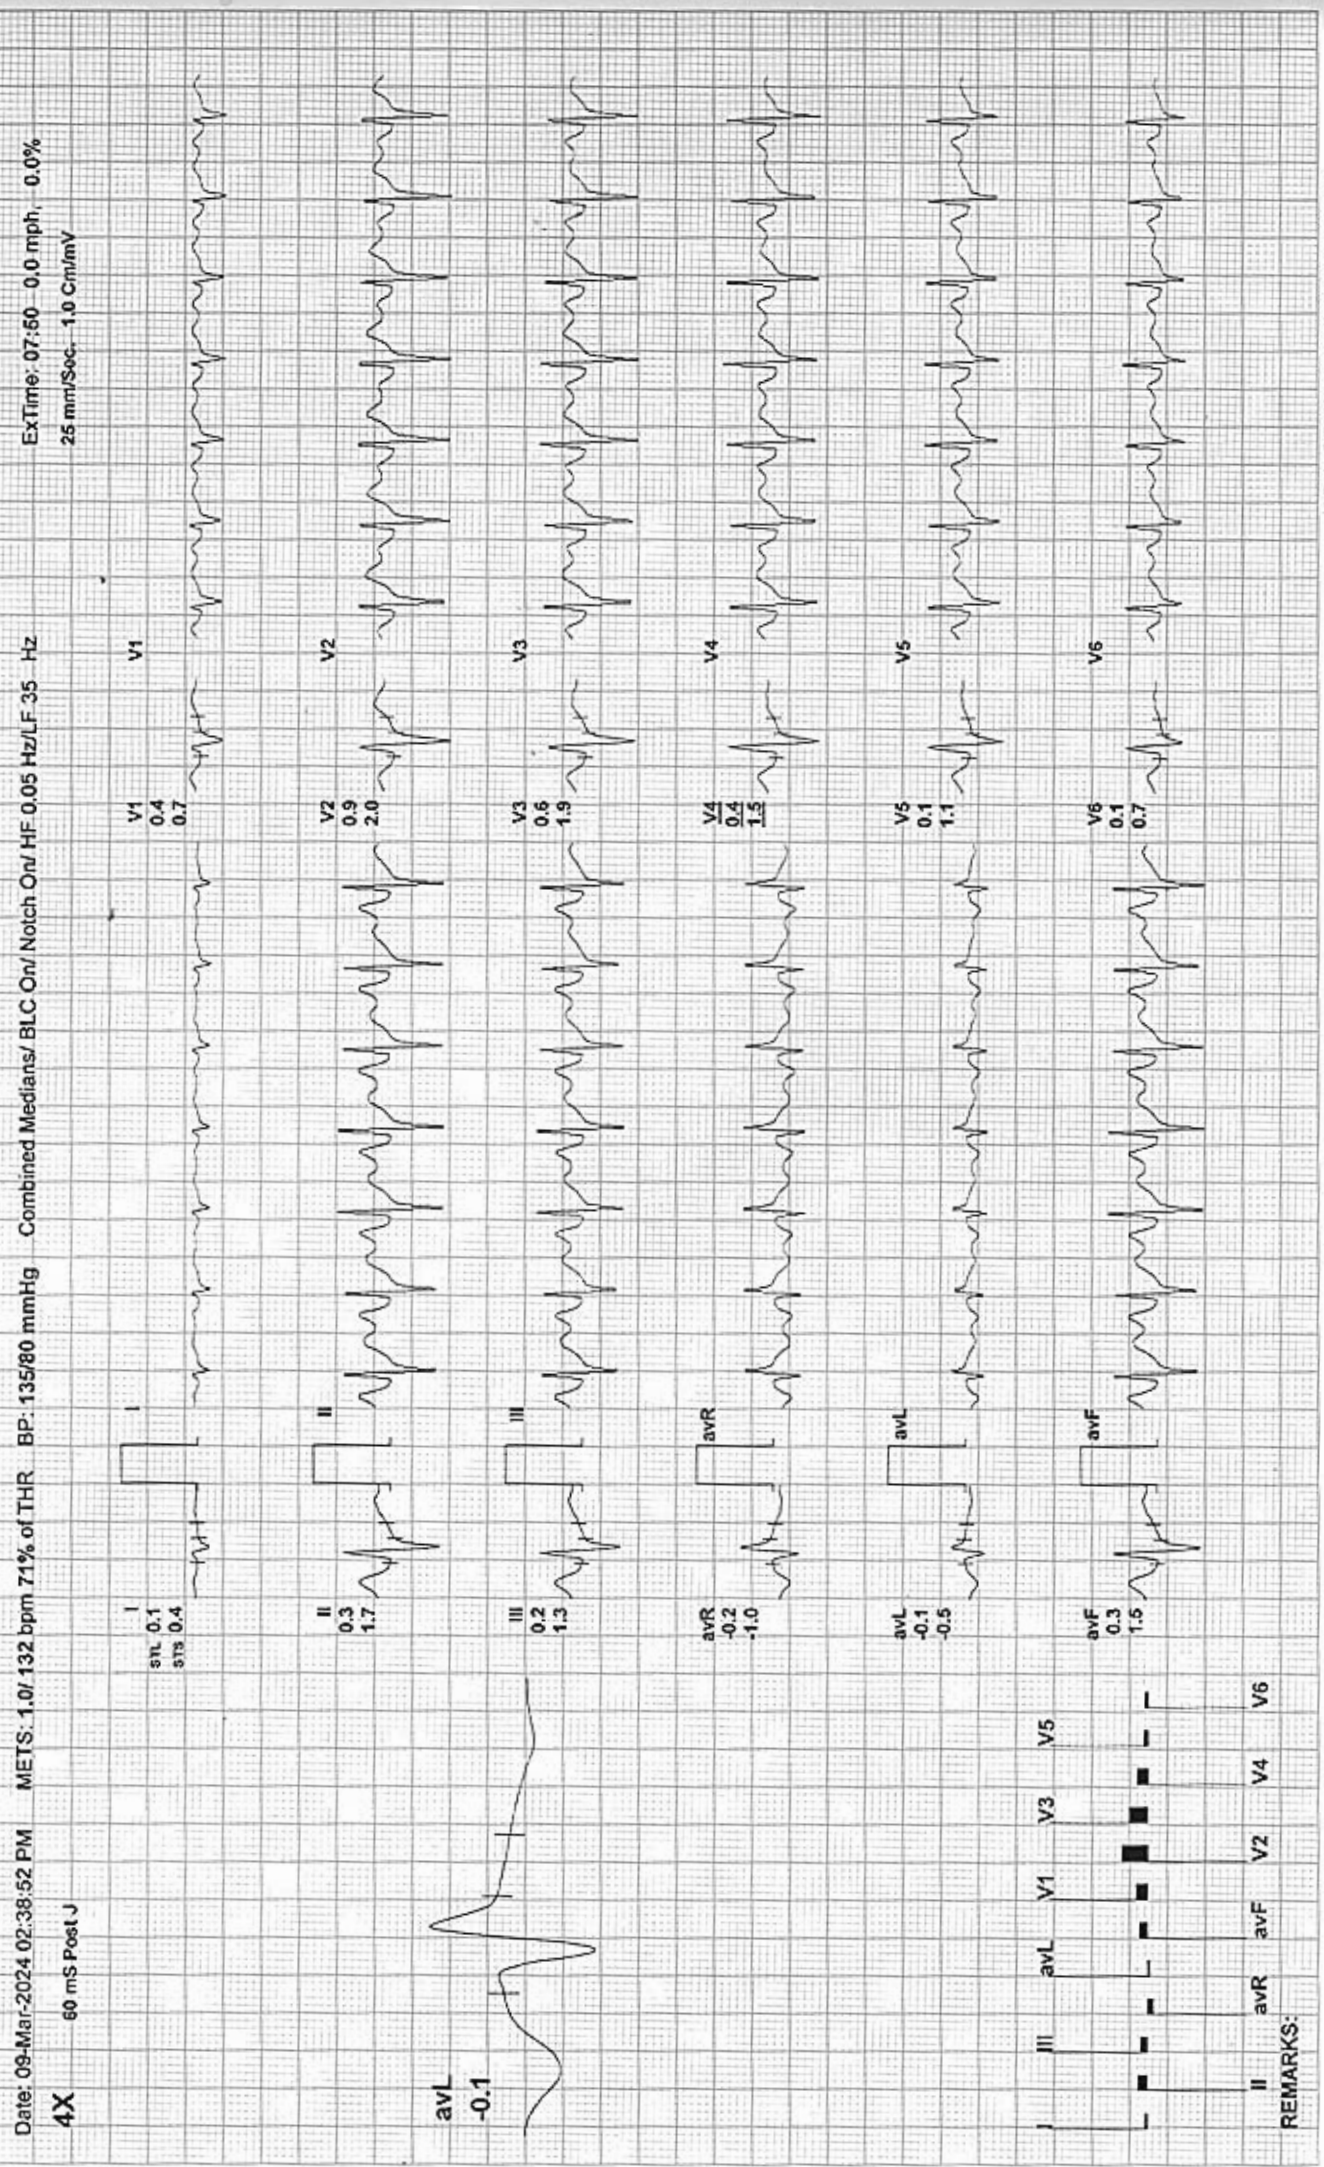 Date: 09-Mar-2024 02:38:52 PM METS: 1.0/ 132 bpm 71% of THR BP: 135/80 mmHg Combined Medians/ BLC On/ Notch On/ HF 0.05 Hz/LF 35 Hz ExTime: 07:50 0.0 mph, 0.0%
4X 60 mS Post J 25 mm/Sec. 1.0 Cm/mV
I I V1 V1
STL 0.1 0.4
STS 0.4 0.7
II II V2 V2
0.3 0.9
1.7 2.0
avL
-0.1
III III V3 V3
0.2 0.6
1.3 1.9
avR avR V4 V4
-0.2 0.4
-1.0 1.5
avL avL V5 V5
-0.1 0.1
-0.5 1.1
avF avF V6 V6
0.3 0.1
1.5 0.7
I III avL V1 V3 V5
II avR avF V2 V4 V6
REMARKS: